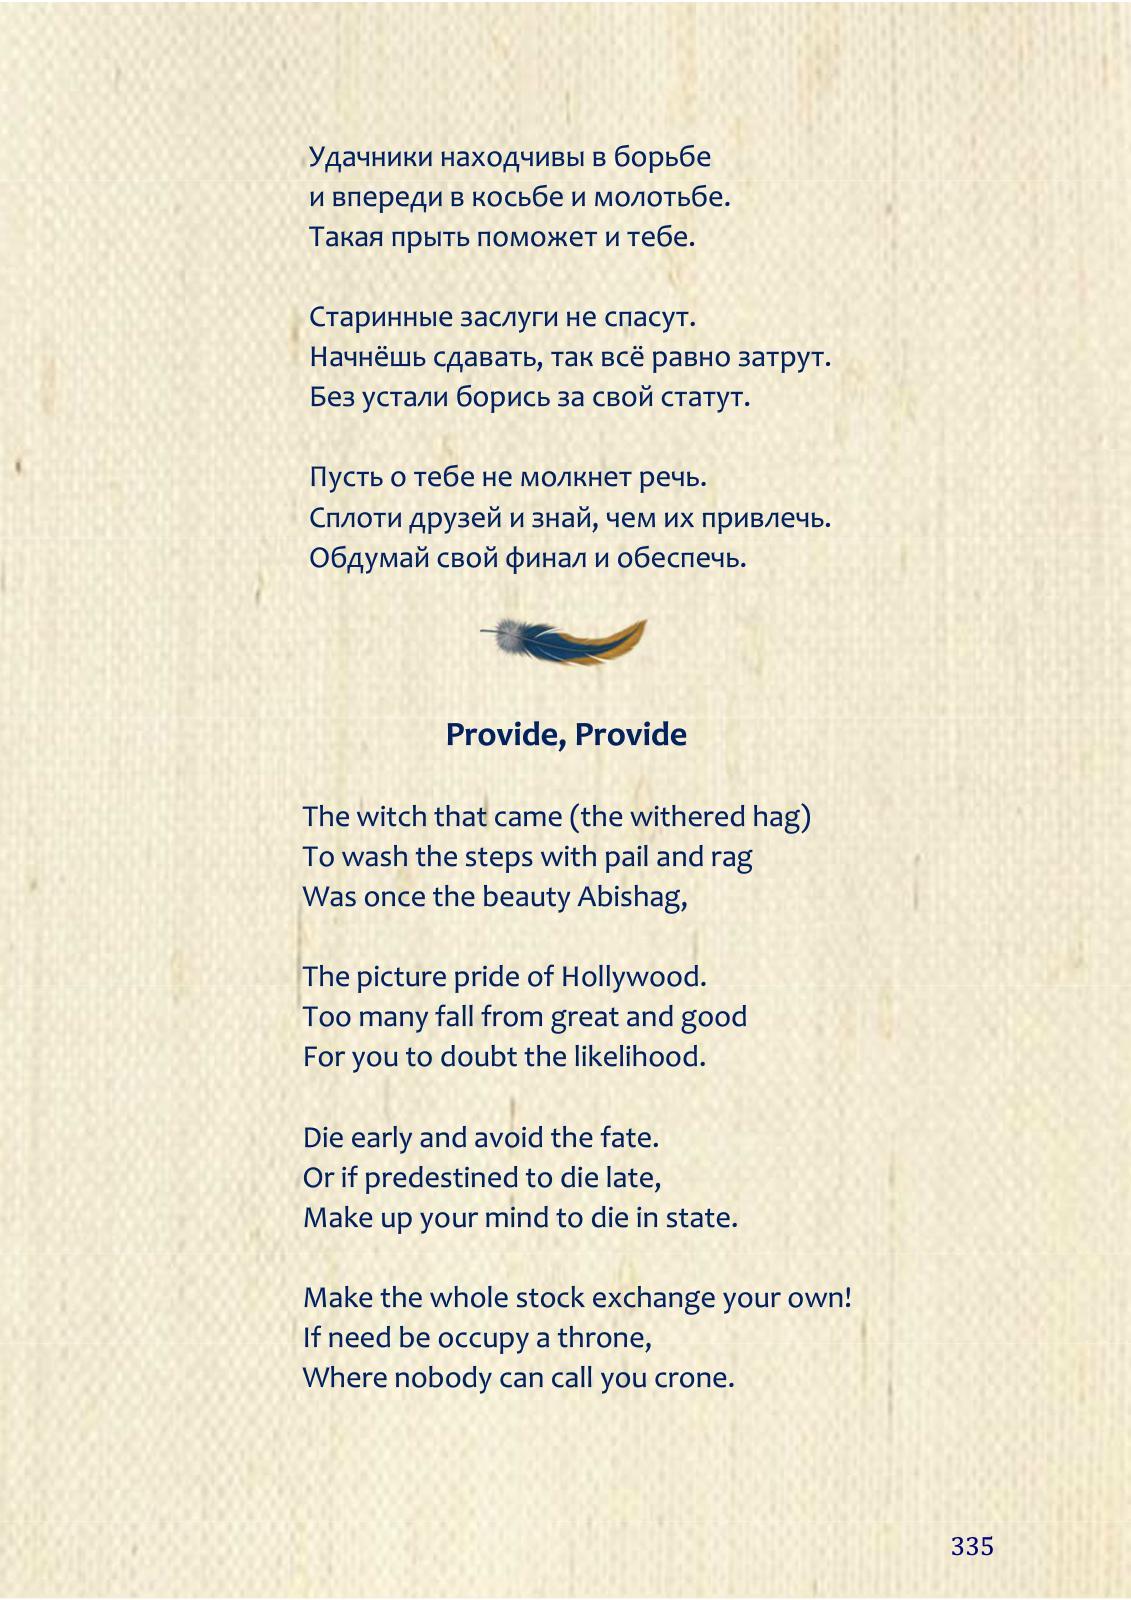 Удачники находчивы в борьбе
и впереди в косьбе и молотьбе.
Такая прыть поможет и тебе.

Старинные заслуги не спасут.
Начнёшь сдавать, так всё равно затрут.
Без устали борись за свой статут.

Пусть о тебе не молкнет речь.
Сплоти друзей и знай, чем их привлечь.
Обдумай свой финал и обеспечь.

Provide, Provide

The witch that came (the withered hag)
To wash the steps with pail and rag
Was once the beauty Abishag,

The picture pride of Hollywood.
Too many fall from great and good
For you to doubt the likelihood.

Die early and avoid the fate.
Or if predestined to die late,
Make up your mind to die in state.

Make the whole stock exchange your own!
If need be occupy a throne,
Where nobody can call you crone.

335